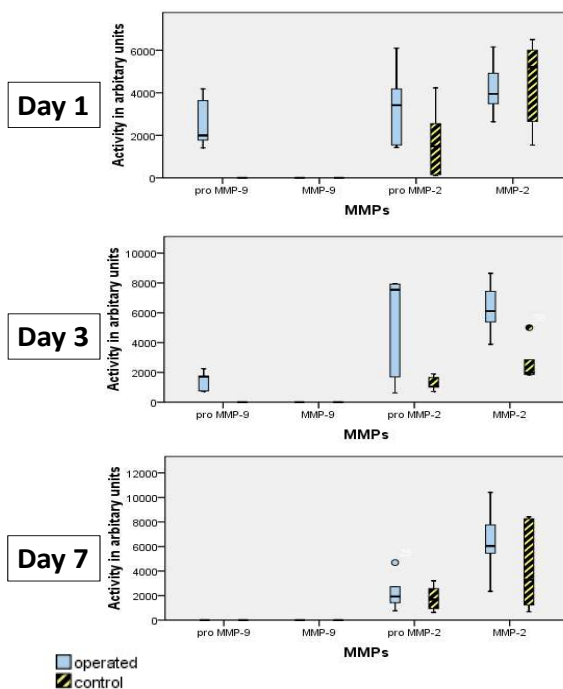 Day 1
Activity in arbitary units
6000
4000
2000
0
pro MMP-9
MMP-9
pro MMP-2
MMP-2
MMPs
Day 3
Activity in arbitary units
10000
8000
6000
4000
2000
0
pro MMP-9
MMP-9
pro MMP-2
MMP-2
MMPs
Day 7
Activity in arbitary units
12000
10000
8000
6000
4000
2000
0
pro MMP-9
MMP-9
pro MMP-2
MMP-2
MMPs
operated
control